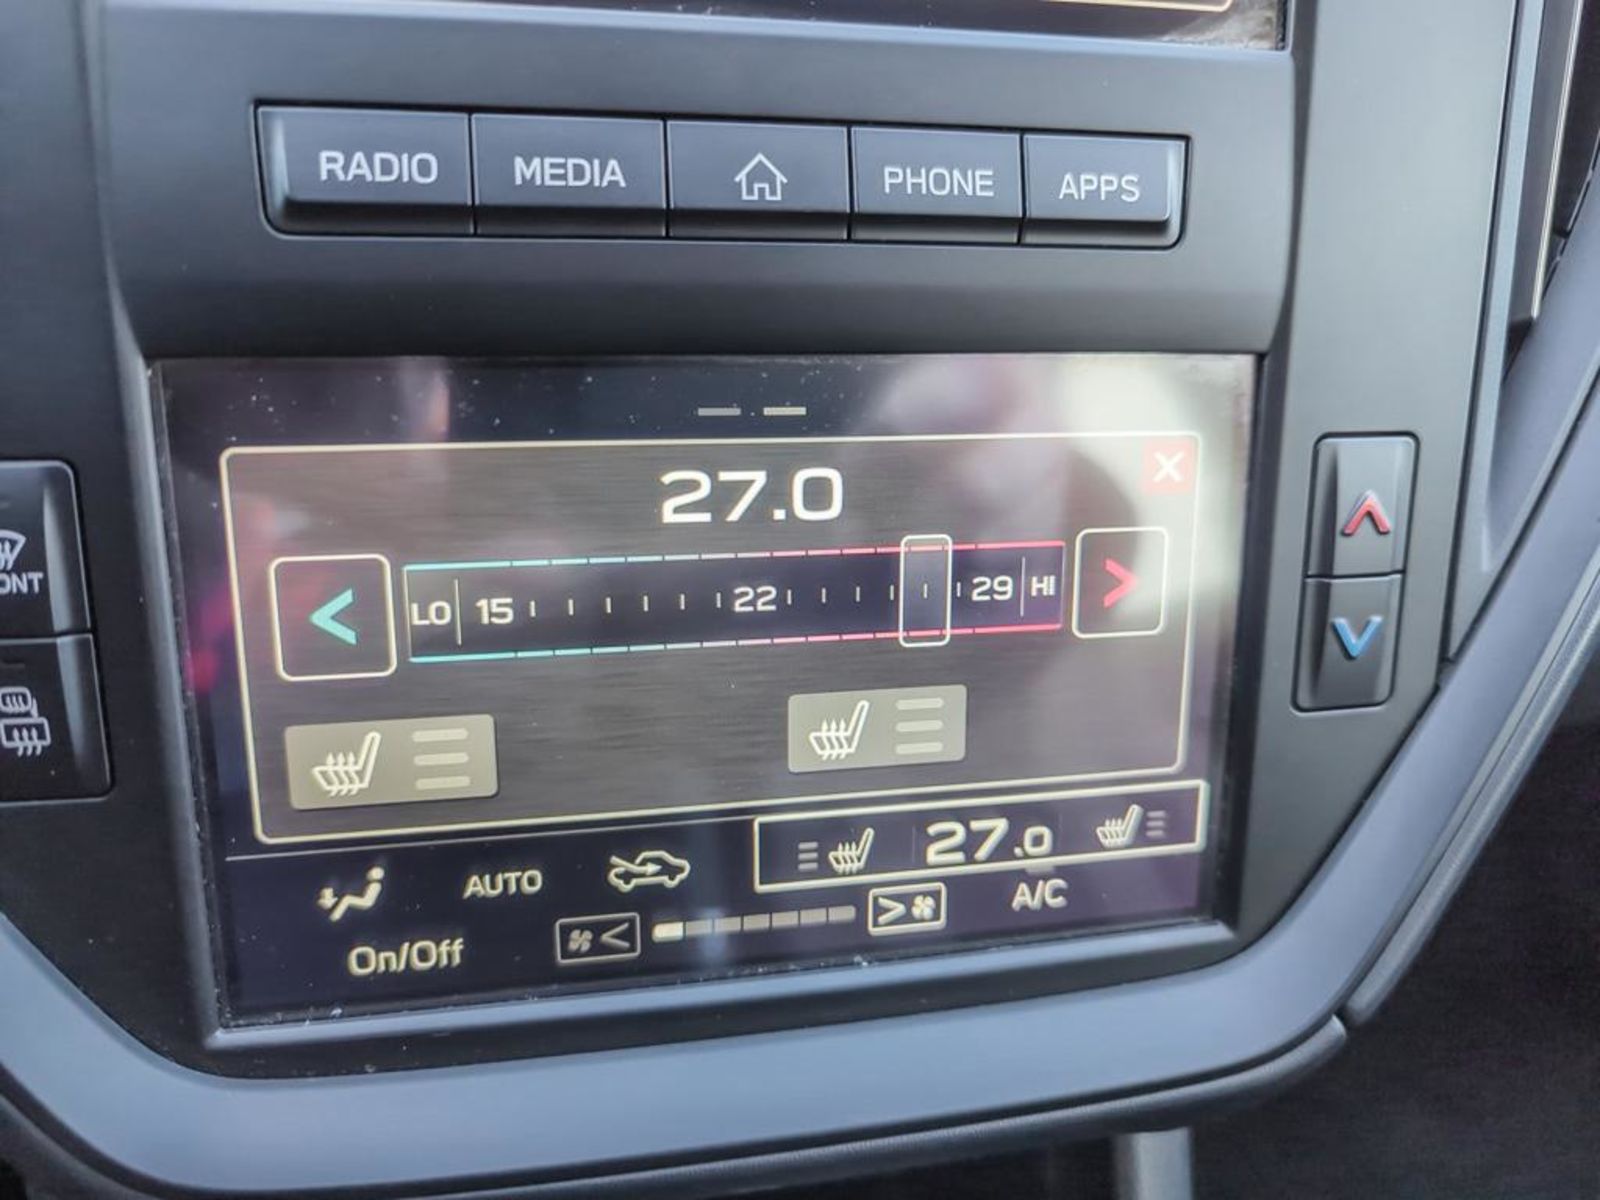 RADIO MEDIA PHONE APPS
27.0
LO 15 22 29 HI
27.0
AUTO
A/C
On/Off